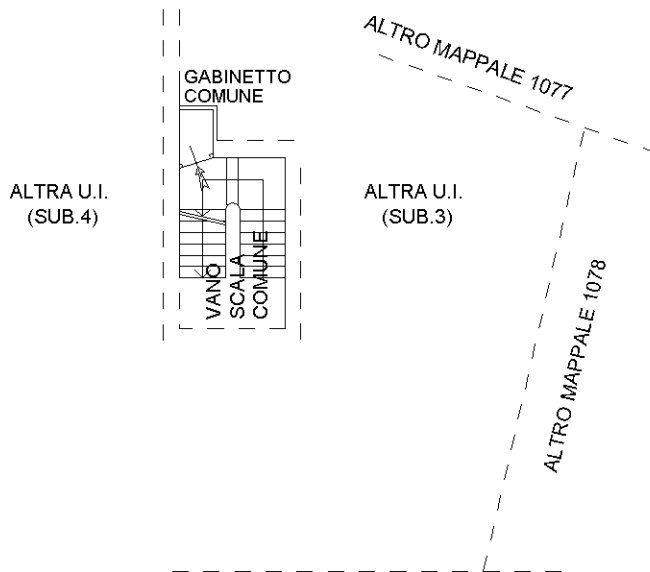 ALTRO MAPPALE 1077
GABINETTO
COMUNE
ALTRA U.I.
(SUB.4)
ALTRA U.I.
(SUB.3)
VANO
SCALA
COMUNE
ALTRO MAPPALE 1078